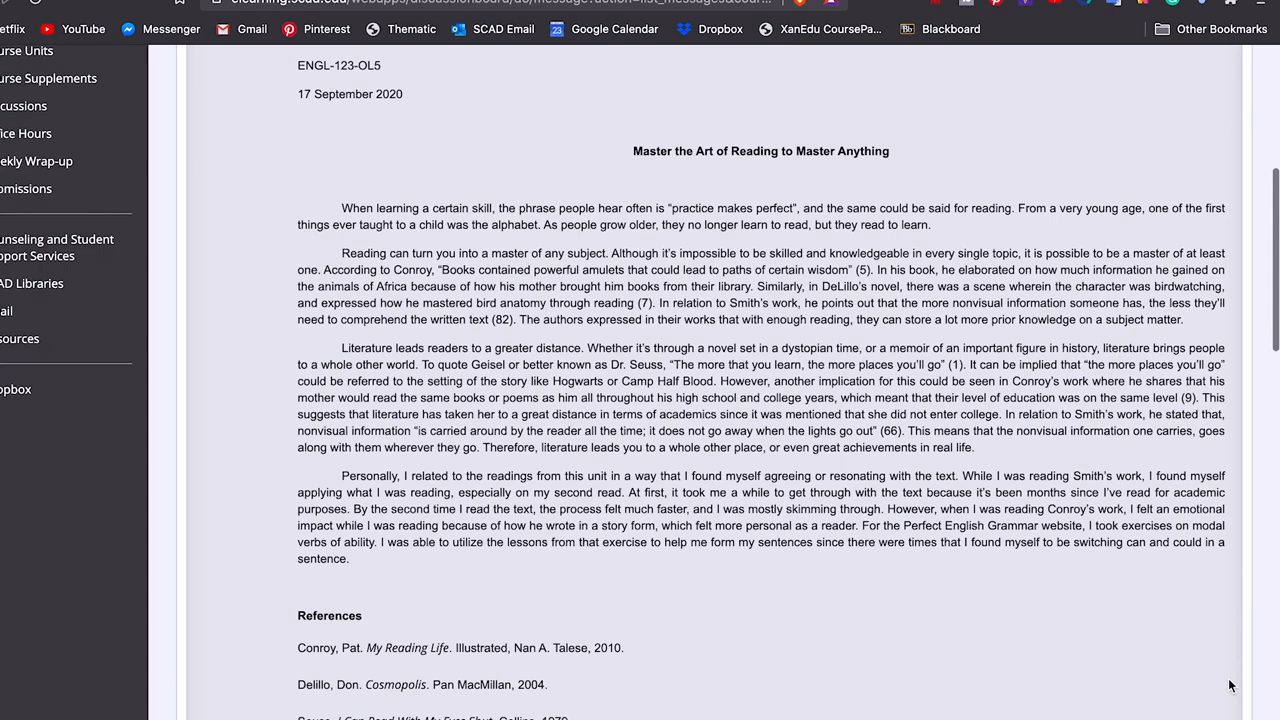 YouTube Messenger Gmail Pinterest Thematic SCAD Email Google Calendar Dropbox XanEdu CoursePa... Bb Blackboard Other Bookmarks
ENGL-123-OL5
17 September 2020
Master the Art of Reading to Master Anything
When learning a certain skill, the phrase people hear often is “practice makes perfect”, and the same could be said for reading. From a very young age, one of the first
things ever taught to a child was the alphabet. As people grow older, they no longer learn to read, but they read to learn.
Reading can turn you into a master of any subject. Although it’s impossible to be skilled and knowledgeable in every single topic, it is possible to be a master of at least
one. According to Conroy, “Books contained powerful amulets that could lead to paths of certain wisdom” (5). In his book, he elaborated on how much information he gained on
the animals of Africa because of how his mother brought him books from their library. Similarly, in DeLillo’s novel, there was a scene wherein the character was birdwatching,
and expressed how he mastered bird anatomy through reading (7). In relation to Smith’s work, he points out that the more nonvisual information someone has, the less they’ll
need to comprehend the written text (82). The authors expressed in their works that with enough reading, they can store a lot more prior knowledge on a subject matter.
Literature leads readers to a greater distance. Whether it’s through a novel set in a dystopian time, or a memoir of an important figure in history, literature brings people
to a whole other world. To quote Geisel or better known as Dr. Seuss, “The more that you learn, the more places you’ll go” (1). It can be implied that “the more places you’ll go”
could be referred to the setting of the story like Hogwarts or Camp Half Blood. However, another implication for this could be seen in Conroy’s work where he shares that his
mother would read the same books or poems as him all throughout his high school and college years, which meant that their level of education was on the same level (9). This
suggests that literature has taken her to a great distance in terms of academics since it was mentioned that she did not enter college. In relation to Smith’s work, he stated that,
nonvisual information “is carried around by the reader all the time; it does not go away when the lights go out” (66). This means that the nonvisual information one carries, goes
along with them wherever they go. Therefore, literature leads you to a whole other place, or even great achievements in real life.
Personally, I related to the readings from this unit in a way that I found myself agreeing or resonating with the text. While I was reading Smith’s work, I found myself
applying what I was reading, especially on my second read. At first, it took me a while to get through with the text because it’s been months since I’ve read for academic
purposes. By the second time I read the text, the process felt much faster, and I was mostly skimming through. However, when I was reading Conroy’s work, I felt an emotional
impact while I was reading because of how he wrote in a story form, which felt more personal as a reader. For the Perfect English Grammar website, I took exercises on modal
verbs of ability. I was able to utilize the lessons from that exercise to help me form my sentences since there were times that I found myself to be switching can and could in a
sentence.
References
Conroy, Pat. My Reading Life. Illustrated, Nan A. Talese, 2010.
Delillo, Don. Cosmopolis. Pan MacMillan, 2004.
urse Units
urse Supplements
cussions
ice Hours
ekly Wrap-up
bmissions
unseling and Student
pport Services
AD Libraries
ail
sources
opbox